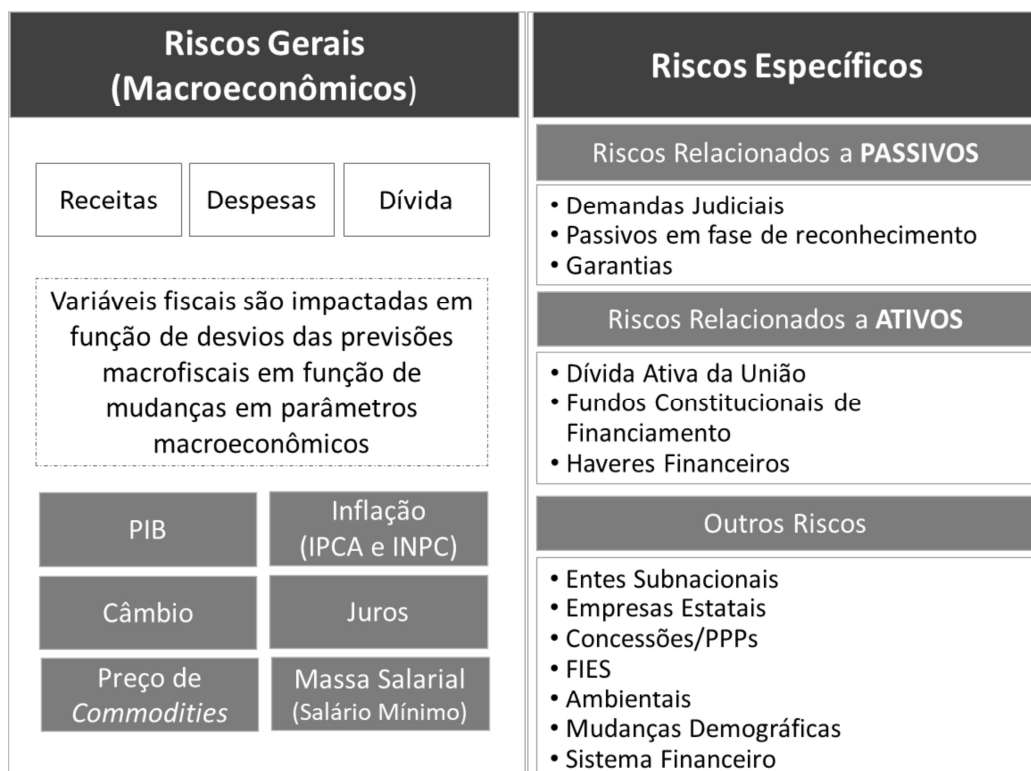 Riscos Gerais
(Macroeconômicos)
Receitas
Despesas
Dívida
Variáveis fiscais são impactadas em
função de desvios das previsões
macrofiscais em função de
mudanças em parâmetros
macroeconômicos
PIB
Inflação
(IPCA e INPC)
Câmbio
Juros
Preço de
Commodities
Massa Salarial
(Salário Mínimo)
Riscos Específicos
Riscos Relacionados a PASSIVOS
• Demandas Judiciais
• Passivos em fase de reconhecimento
• Garantias
Riscos Relacionados a ATIVOS
• Dívida Ativa da União
• Fundos Constitucionais de
Financiamento
• Haveres Financeiros
Outros Riscos
• Entes Subnacionais
• Empresas Estatais
• Concessões/PPPs
• FIES
• Ambientais
• Mudanças Demográficas
• Sistema Financeiro